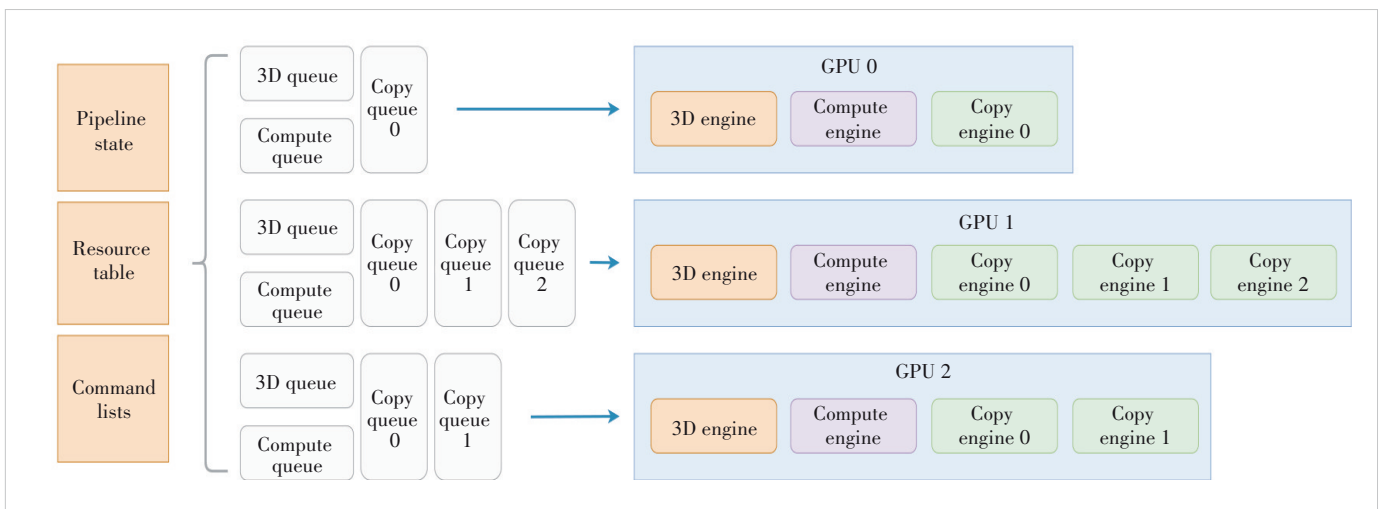 Pipeline
state
Resource
table
Command
lists
3D queue
Compute
queue
Copy
queue
0
GPU 0
3D engine
Compute
engine
Copy
engine 0
3D queue
Compute
queue
Copy
queue
0
Copy
queue
1
Copy
queue
2
GPU 1
3D engine
Compute
engine
Copy
engine 0
Copy
engine 1
Copy
engine 2
3D queue
Compute
queue
Copy
queue
0
Copy
queue
1
GPU 2
3D engine
Compute
engine
Copy
engine 0
Copy
engine 1